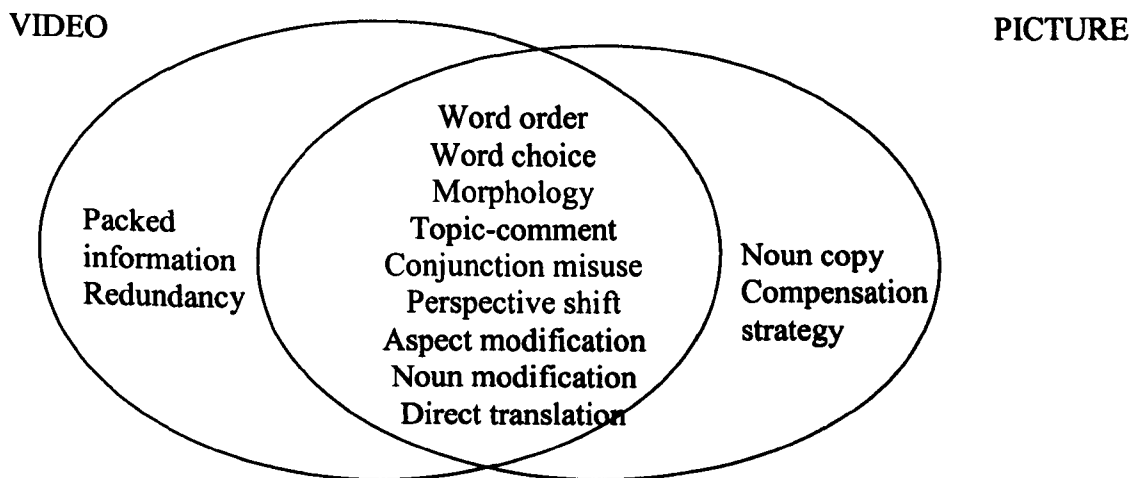 VIDEO
PICTURE
Packed
information
Redundancy
Word order
Word choice
Morphology
Topic-comment
Conjunction misuse
Perspective shift
Aspect modification
Noun modification
Direct translation
Noun copy
Compensation
strategy